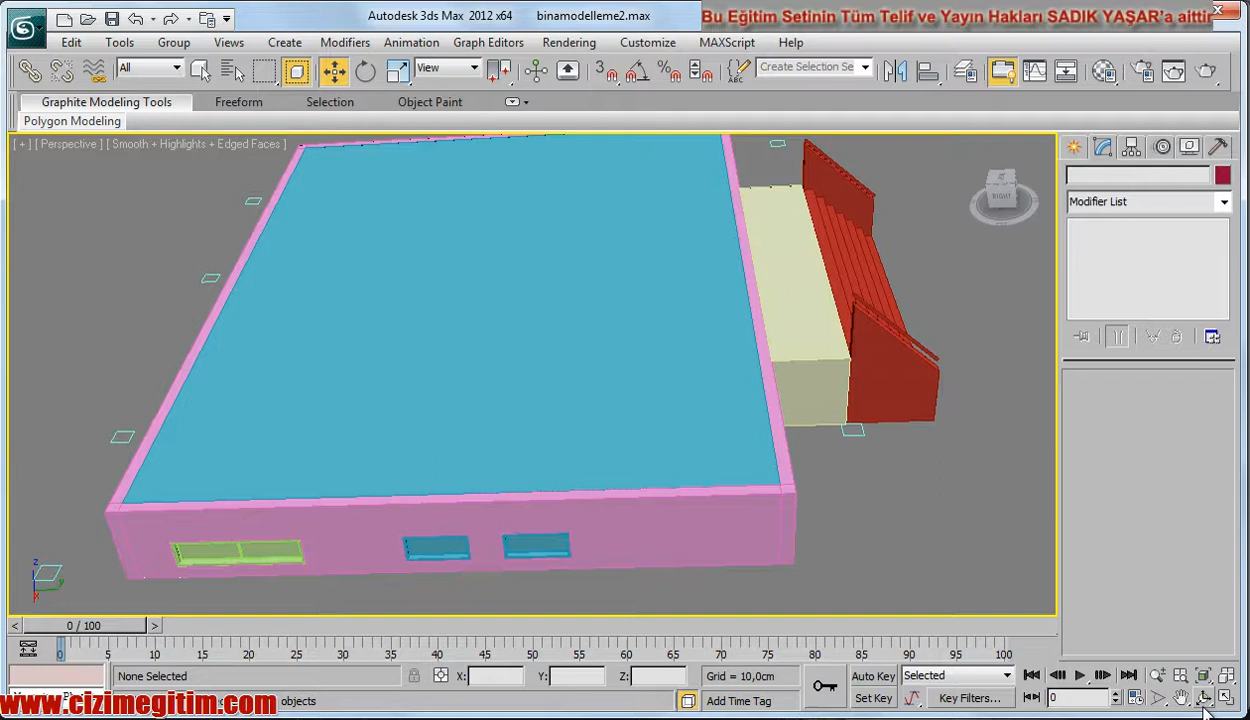 Autodesk 3ds Max 2012 x64 binamodelleme2.max
Bu Eğitim Setinin Tüm Telif ve Yayın Hakları SADIK YAŞAR'a aittir
Edit Tools Group Views Create Modifiers Animation Graph Editors Rendering Customize MAXScript Help
All View 3 Create Selection Se
Graphite Modeling Tools Freeform Selection Object Paint
Polygon Modeling
[ + ] [ Perspective ] [ Smooth + Highlights + Edged Faces ]
RIGHT
Modifier List
z
y
x
< 0 / 100 >
0 5 10 15 20 25 30 35 40 45 50 55 60 65 70 75 80 85 90 95 100
None Selected X: Y: Z: Grid = 10,0cm Auto Key Selected
objects Add Time Tag Set Key Key Filters... 0
www.cizimegitim.com